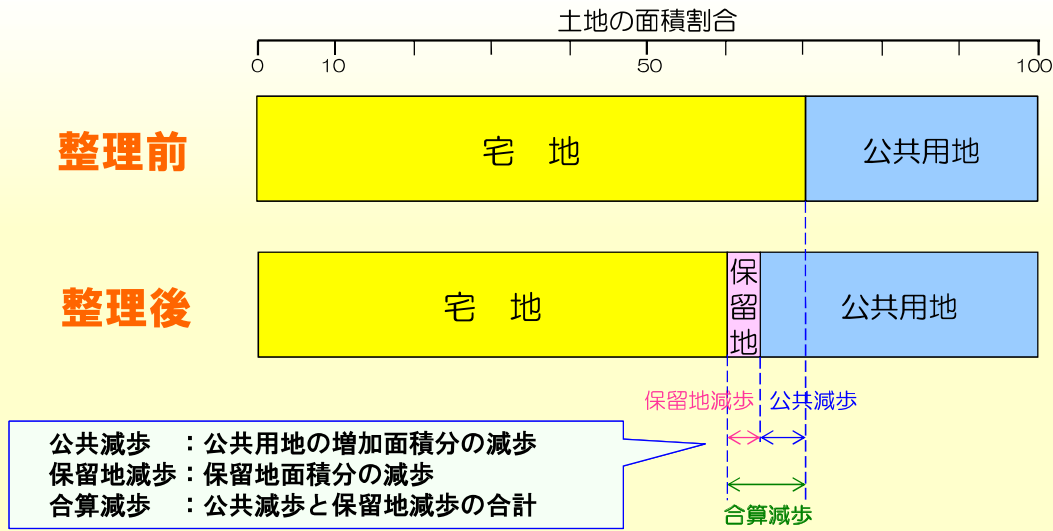 土地の面積割合
0 10 50 100
整理前
宅　地
公共用地
整理後
宅　地
保留地
公共用地
保留地減歩
公共減歩
公共減歩　：公共用地の増加面積分の減歩
保留地減歩：保留地面積分の減歩
合算減歩　：公共減歩と保留地減歩の合計
合算減歩